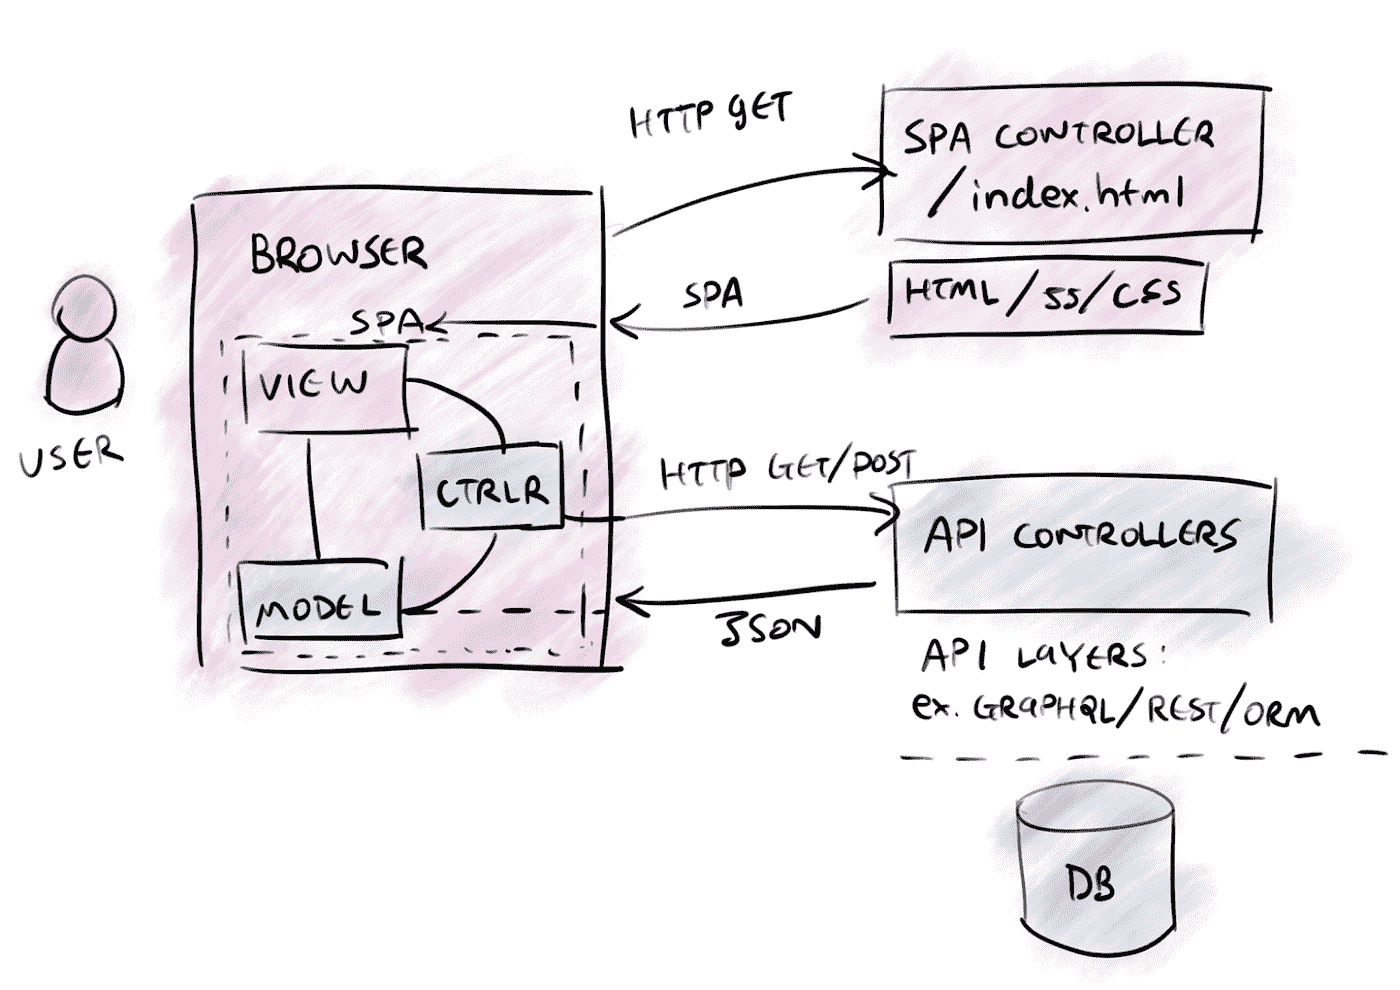 HTTP GET
SPA CONTROLLER
/index.html
BROWSER
HTML/JS/CSS
SPA
SPA
VIEW
USER
HTTP GET/POST
CTRLR
API CONTROLLERS
MODEL
JSON
API LAYERS:
ex. GRAPHQL/REST/ORM
DB